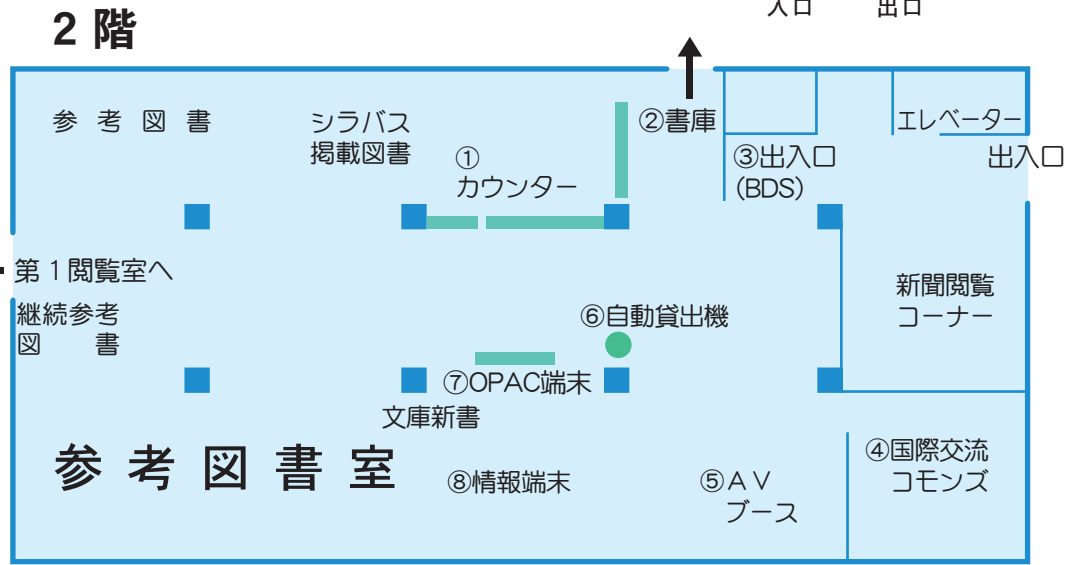 入口 出口
2階
参考図書
シラバス
掲載図書
①
カウンター
②書庫
③出入口
(BDS)
エレベーター
出入口
第1閲覧室へ
継続参考
図書
新聞閲覧
コーナー
⑥自動貸出機
⑦OPAC端末
文庫新書
参考図書室
⑧情報端末
⑤AV
ブース
④国際交流
コモンズ